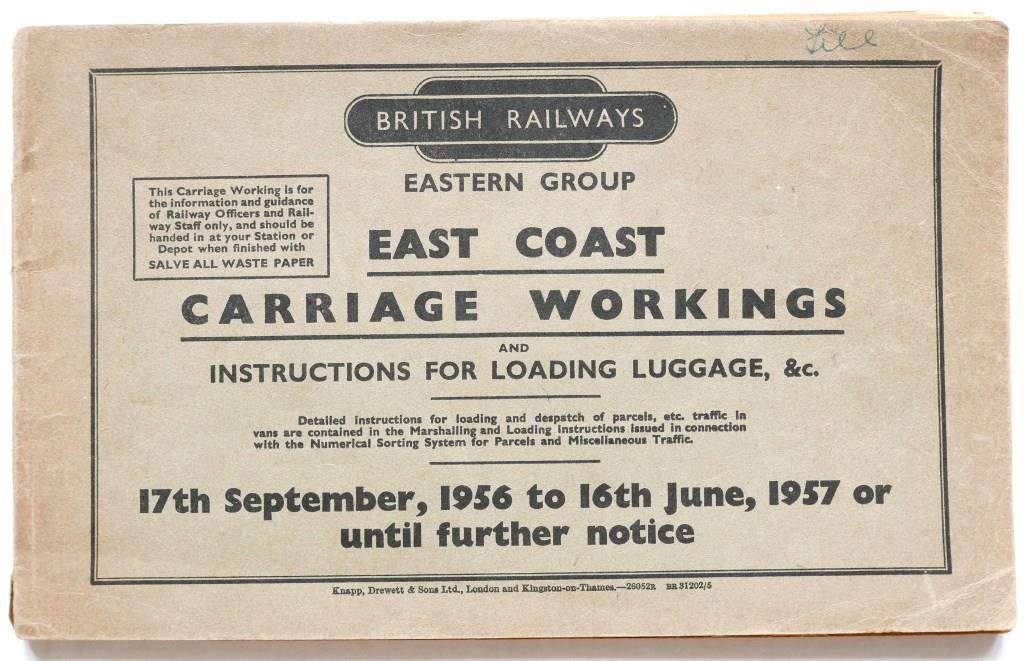 BRITISH RAILWAYS
EASTERN GROUP
This Carriage Working is for
the information and guidance
of Railway Officers and Rail-
way Staff only, and should be
handed in at your Station or
Depot when finished with
SALVE ALL WASTE PAPER
EAST COAST
CARRIAGE WORKINGS
AND
INSTRUCTIONS FOR LOADING LUGGAGE, &c.
Detailed instructions for loading and despatch of parcels, etc. traffic in
vans are contained in the Marshalling and Loading Instructions issued in connection
with the Numerical Sorting System for Parcels and Miscellaneous Traffic.
17th September, 1956 to 16th June, 1957 or
until further notice
Knapp, Drewett & Sons Ltd., London and Kingston-on-Thames.—26052R BR 31202/5